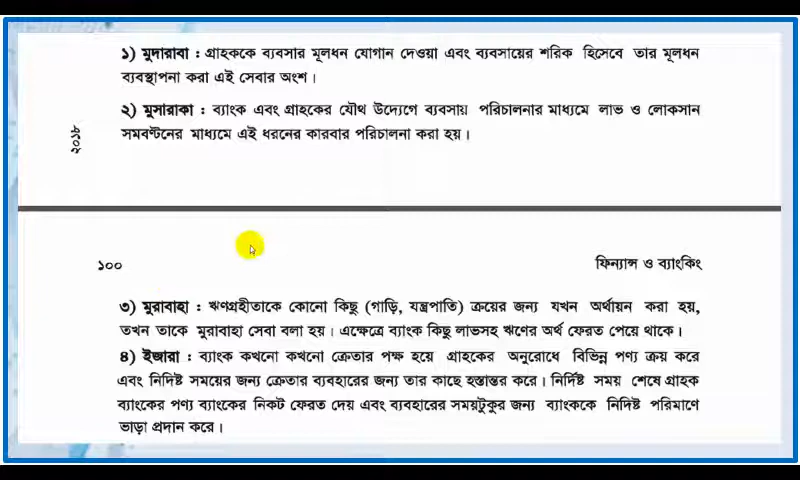 ১) মুদারাবা : গ্রাহককে ব্যবসার মূলধন যোগান দেওয়া এবং ব্যবসায়ের শরিক হিসেবে তার মূলধন
ব্যবস্থাপনা করা এই সেবার অংশ।
২) মুসারাকা : ব্যাংক এবং গ্রাহকের যৌথ উদ্যেগে ব্যবসায় পরিচালনার মাধ্যমে লাভ ও লোকসান
সমবণ্টনের মাধ্যমে এই ধরনের কারবার পরিচালনা করা হয়।
২০১৮
১০০
ফিন্যান্স ও ব্যাংকিং
৩) মুরাবাহা : ঋণগ্রহীতাকে কোনো কিছু (গাড়ি, যন্ত্রপাতি) ক্রয়ের জন্য যখন অর্থায়ন করা হয়,
তখন তাকে মুরাবাহা সেবা বলা হয়। এক্ষেত্রে ব্যাংক কিছু লাভসহ ঋণের অর্থ ফেরত পেয়ে থাকে।
৪) ইজারা : ব্যাংক কখনো কখনো ক্রেতার পক্ষ হয়ে গ্রাহকের অনুরোধে বিভিন্ন পণ্য ক্রয় করে
এবং নিদিষ্ট সময়ের জন্য ক্রেতার ব্যবহারের জন্য তার কাছে হস্তান্তর করে। নির্দিষ্ট সময় শেষে গ্রাহক
ব্যাংকের পণ্য ব্যাংকের নিকট ফেরত দেয় এবং ব্যবহারের সময়টুকুর জন্য ব্যাংককে নিদিষ্ট পরিমাণে
ভাড়া প্রদান করে।